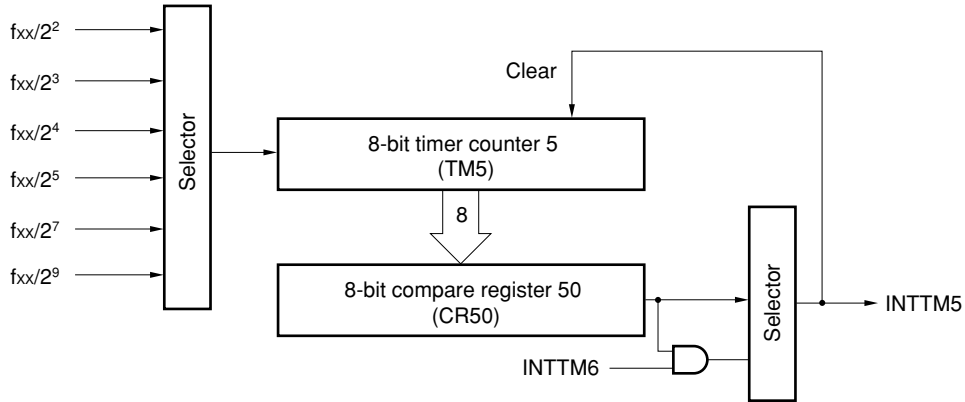 fxx/2²
fxx/2³
fxx/2⁴
fxx/2⁵
fxx/2⁷
fxx/2⁹
Selector
Clear
8-bit timer counter 5
(TM5)
8
8-bit compare register 50
(CR50)
INTTM6
Selector
INTTM5